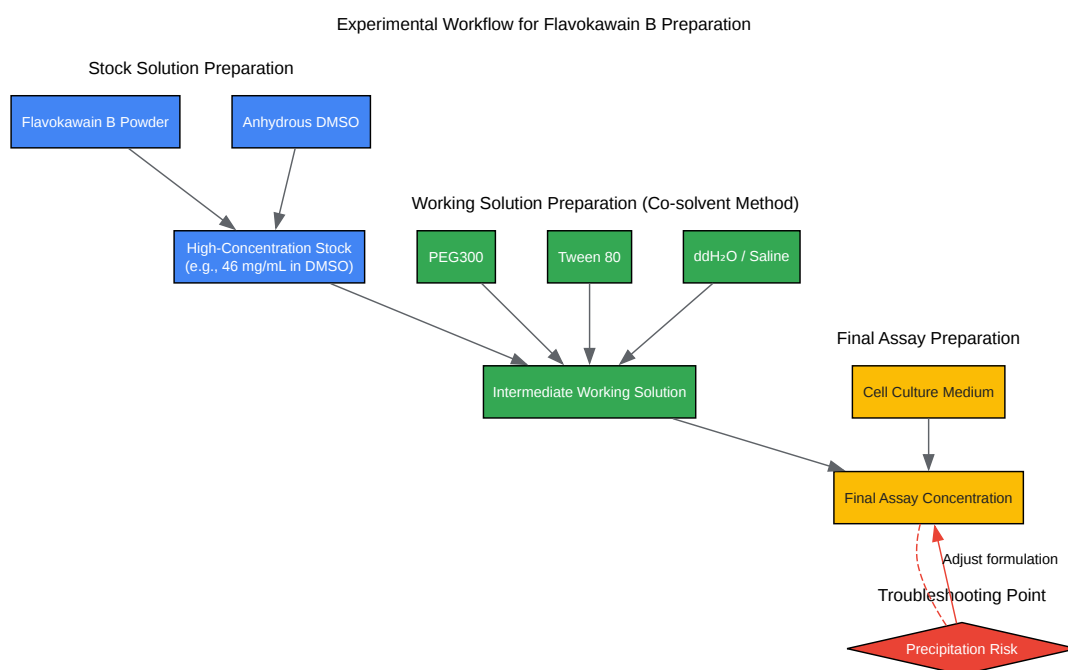 Experimental Workflow for Flavokawain B Preparation
Stock Solution Preparation
Flavokawain B Powder
Anhydrous DMSO
High-Concentration Stock
(e.g., 46 mg/mL in DMSO)
Working Solution Preparation (Co-solvent Method)
PEG300
Tween 80
ddH₂O / Saline
Intermediate Working Solution
Final Assay Preparation
Cell Culture Medium
Final Assay Concentration
Adjust formulation
Troubleshooting Point
Precipitation Risk